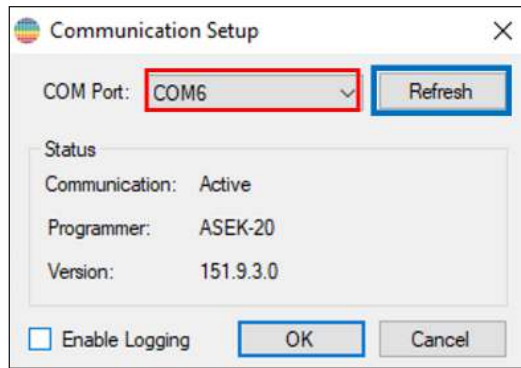 Communication Setup
COM Port: COM6 Refresh
Status
Communication: Active
Programmer: ASEK-20
Version: 151.9.3.0
Enable Logging OK Cancel